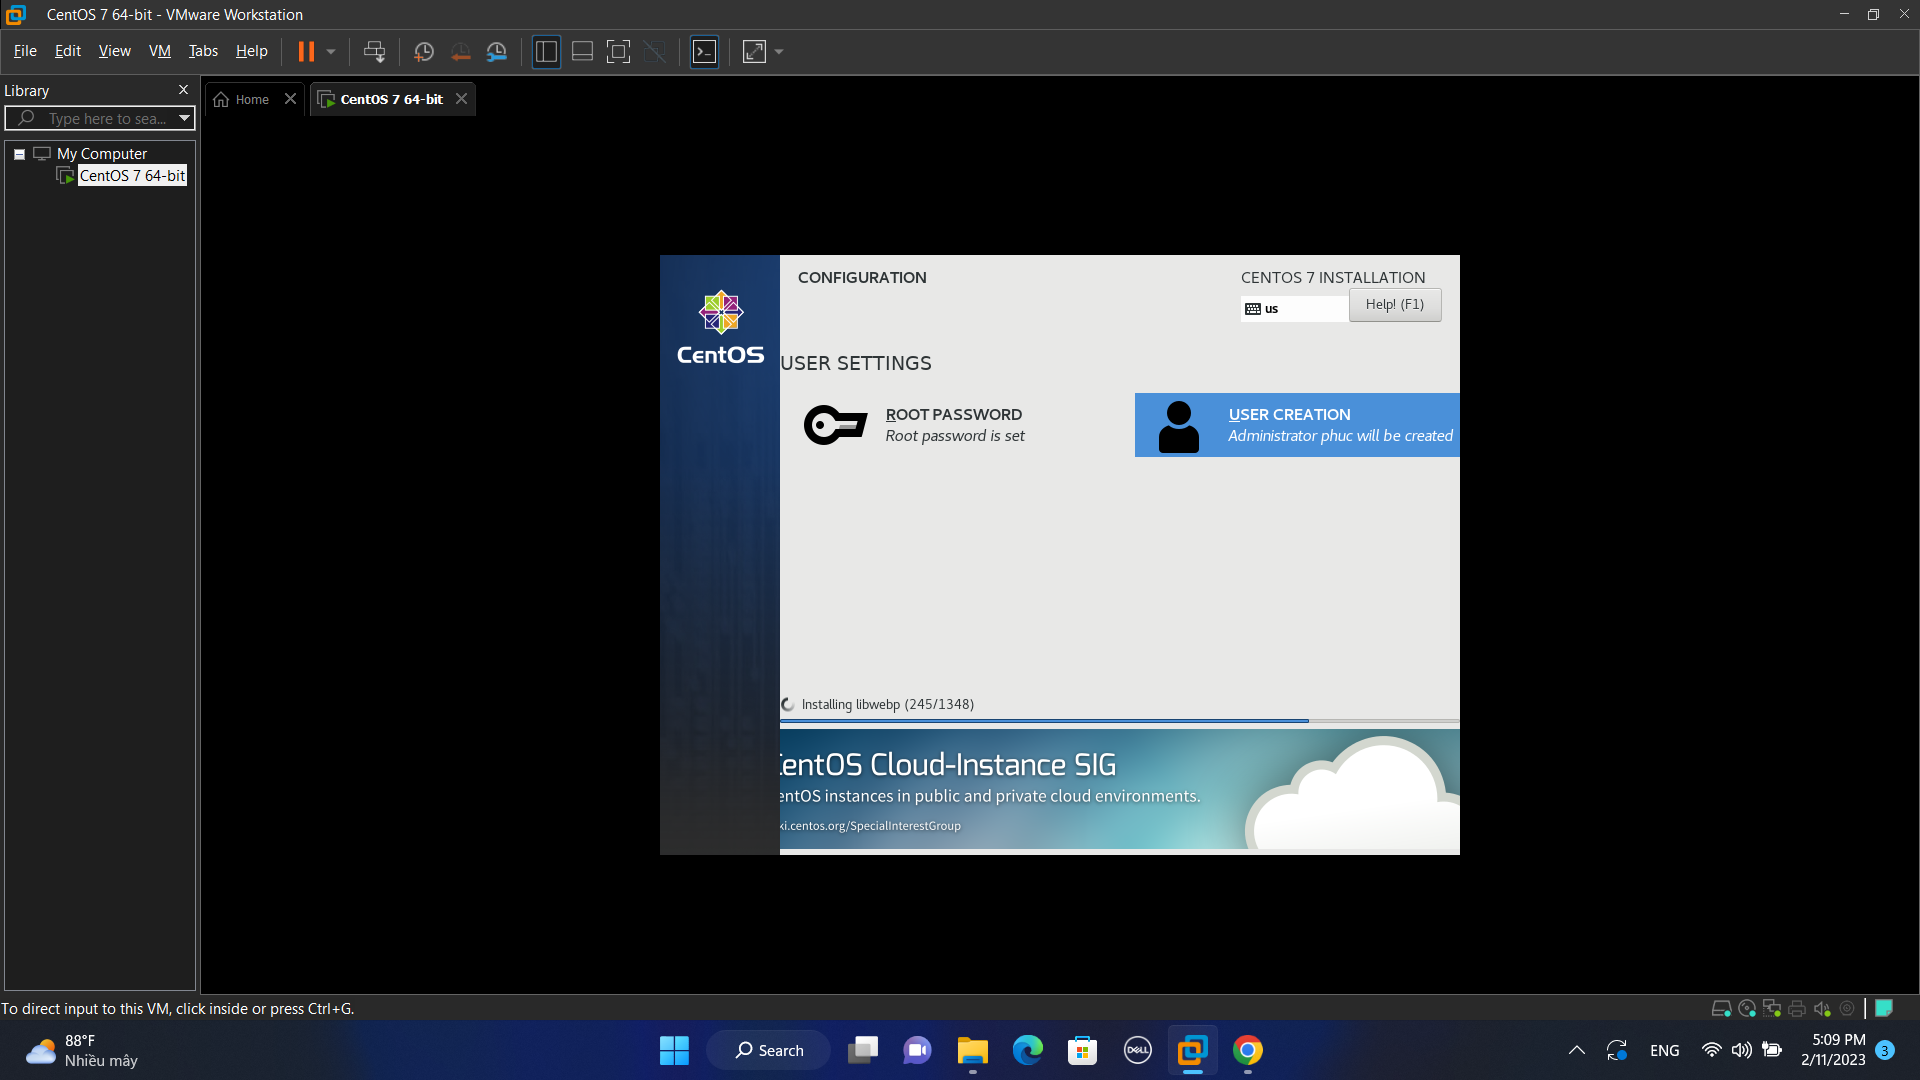 CentOS 7 64-bit - VMware Workstation
File Edit View VM Tabs Help
Library
Type here to sea...
My Computer
CentOS 7 64-bit
Home
CentOS 7 64-bit
CentOS
CONFIGURATION
CENTOS 7 INSTALLATION
us
Help! (F1)
USER SETTINGS
ROOT PASSWORD
Root password is set
USER CREATION
Administrator phuc will be created
Installing libwebp (245/1348)
entOS Cloud-Instance SIG
entOS instances in public and private cloud environments.
ki.centos.org/SpecialInterestGroup
To direct input to this VM, click inside or press Ctrl+G.
88°F
Nhiều mây
Search
DELL
ENG
5:09 PM
2/11/2023
3